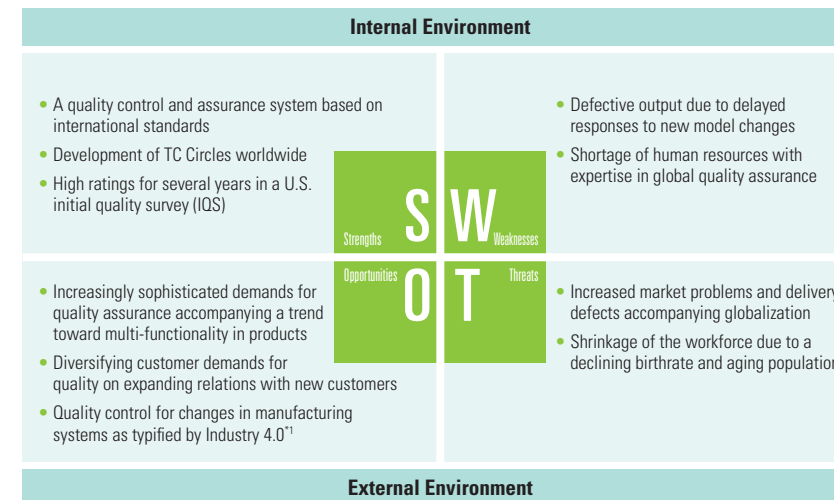 Internal Environment
• A quality control and assurance system based on
international standards
• Development of TC Circles worldwide
• High ratings for several years in a U.S.
initial quality survey (IQS)
Strengths
S
W
Weaknesses
• Defective output due to delayed
responses to new model changes
• Shortage of human resources with
expertise in global quality assurance
Opportunities
O
T
Threats
• Increasingly sophisticated demands for
quality assurance accompanying a trend
toward multi-functionality in products
• Diversifying customer demands for
quality on expanding relations with new customers
• Quality control for changes in manufacturing
systems as typified by Industry 4.0*1
• Increased market problems and delivery
defects accompanying globalization
• Shrinkage of the workforce due to a
declining birthrate and aging population
External Environment